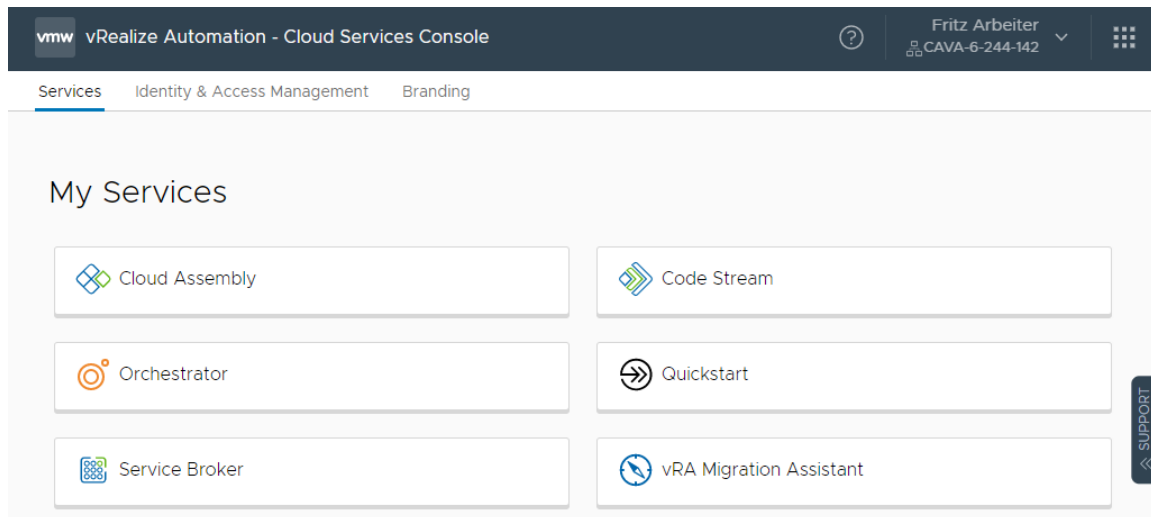 vmw vRealize Automation - Cloud Services Console
Fritz Arbeiter
CAVA-6-244-142
Services Identity & Access Management Branding
My Services
Cloud Assembly
Code Stream
Orchestrator
Quickstart
Service Broker
vRA Migration Assistant
SUPPORT